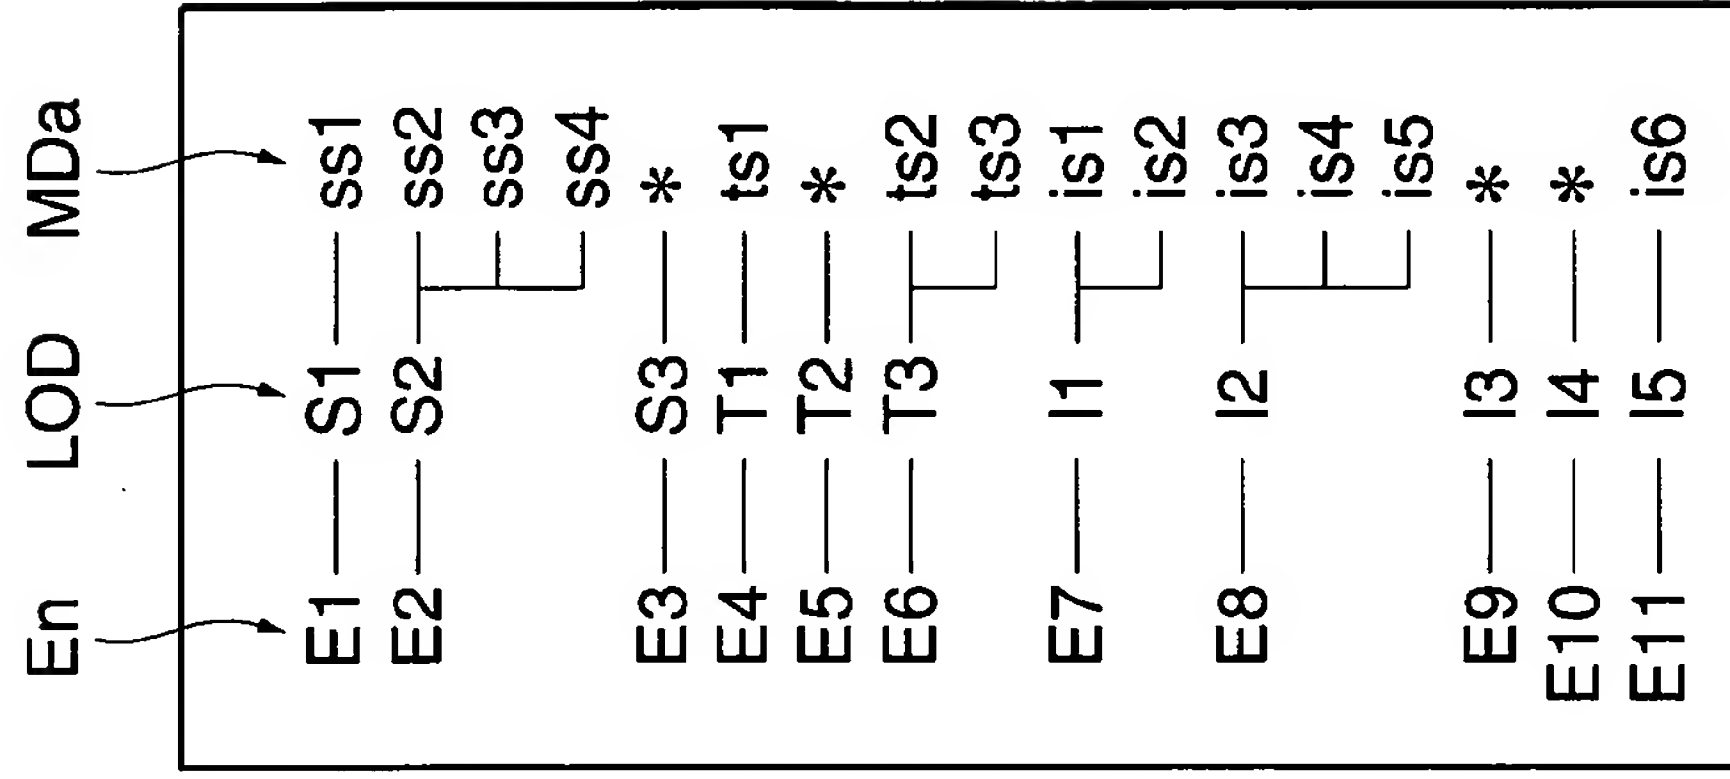 En LOD MDa
E1 S1 ss1
E2 S2 ss2
ss3
ss4
E3 S3 *
E4 T1 ts1
E5 T2 *
E6 T3 ts2
ts3
E7 I1 is1
is2
E8 I2 is3
is4
is5
E9 I3 *
E10 I4 *
E11 I5 is6